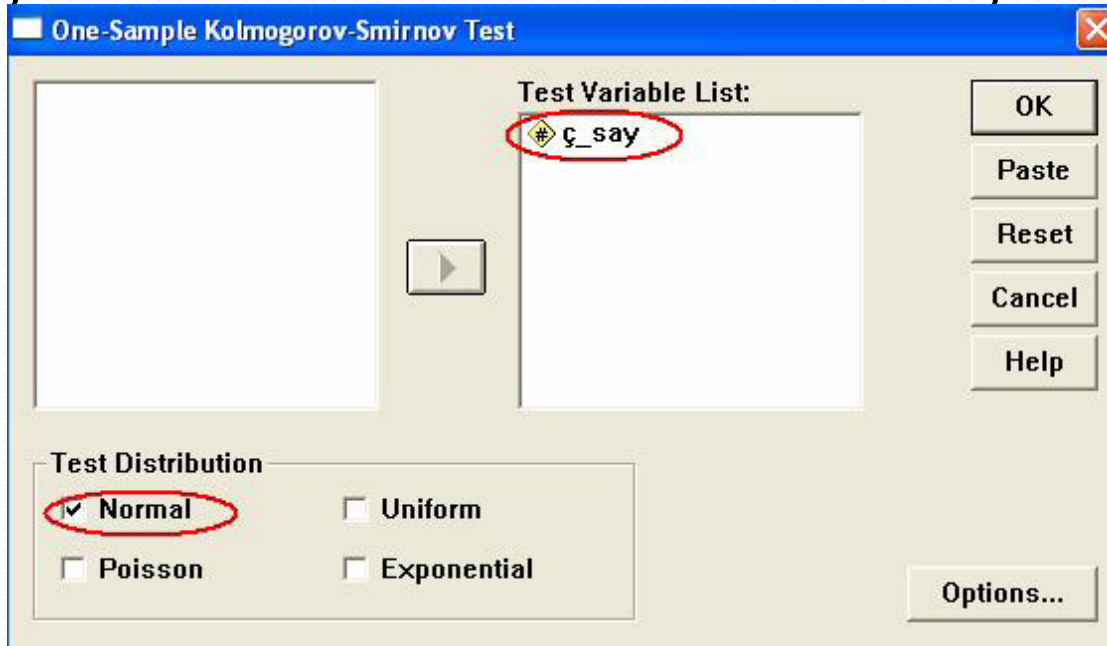 One-Sample Kolmogorov-Smirnov Test
Test Variable List:
# ç_say
OK
Paste
Reset
Cancel
Help
Test Distribution
Normal
Uniform
Poisson
Exponential
Options...